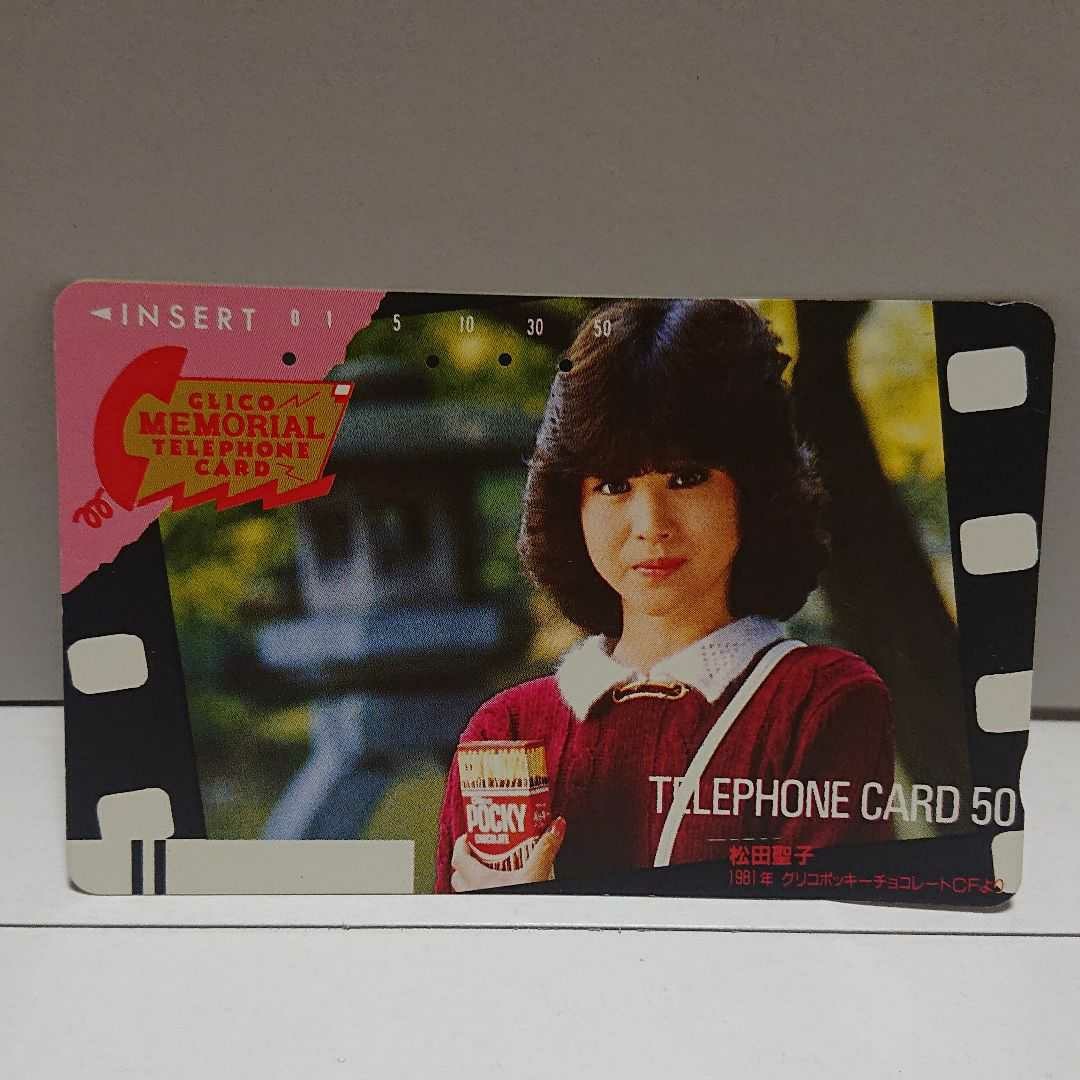 ◀INSERT 0 1 5 10 30 50
GLICO
MEMORIAL
TELEPHONE
CARD
POCKY
CHOCOLATE
TELEPHONE CARD 50
松田聖子
1981年 グリコポッキーチョコレートCFより